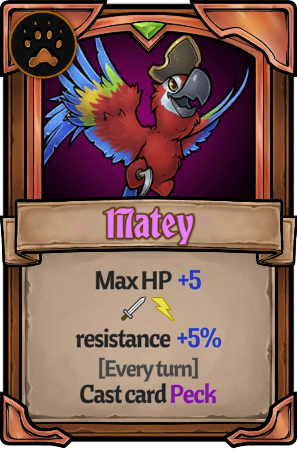 Matey
Max HP +5
resistance +5%
[Every turn]
Cast card Peck